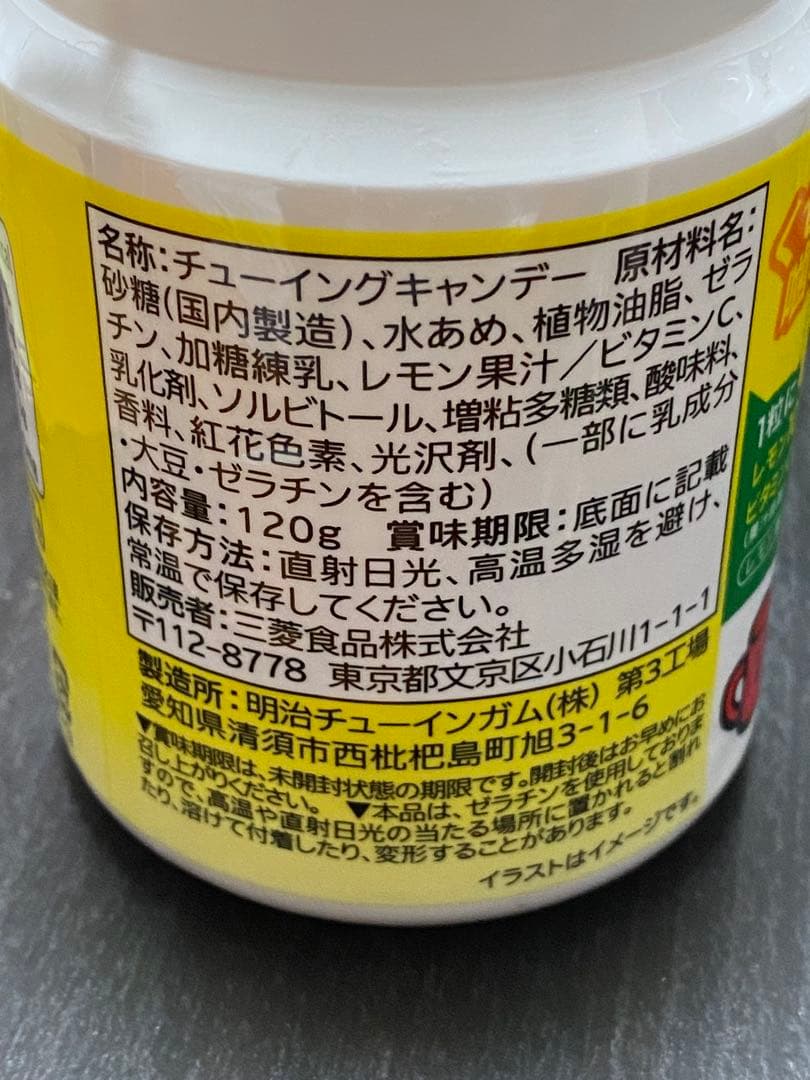 名称:チューイングキャンデー 原材料名:
砂糖(国内製造)、水あめ、植物油脂、ゼラ
チン、加糖練乳、レモン果汁/ビタミンC、
乳化剤、ソルビトール、増粘多糖類、酸味料、
香料、紅花色素、光沢剤、(一部に乳成分
・大豆・ゼラチンを含む)
内容量:120g 賞味期限:底面に記載
保存方法:直射日光、高温多湿を避け、
常温で保存してください。
販売者:三菱食品株式会社
〒112-8778 東京都文京区小石川1-1-1
製造所:明治チューインガム(株) 第3工場
愛知県清須市西枇杷島町旭3-1-6
▼賞味期限は、未開封状態の期限です。開封後はお早めにお
召し上がりください。 ▼本品は、ゼラチンを使用しておりま
すので、高温や直射日光の当たる場所に置かれると割れ
たり、溶けて付着したり、変形することがあります。
イラストはイメージです。
1粒に
レモン
ビタミン